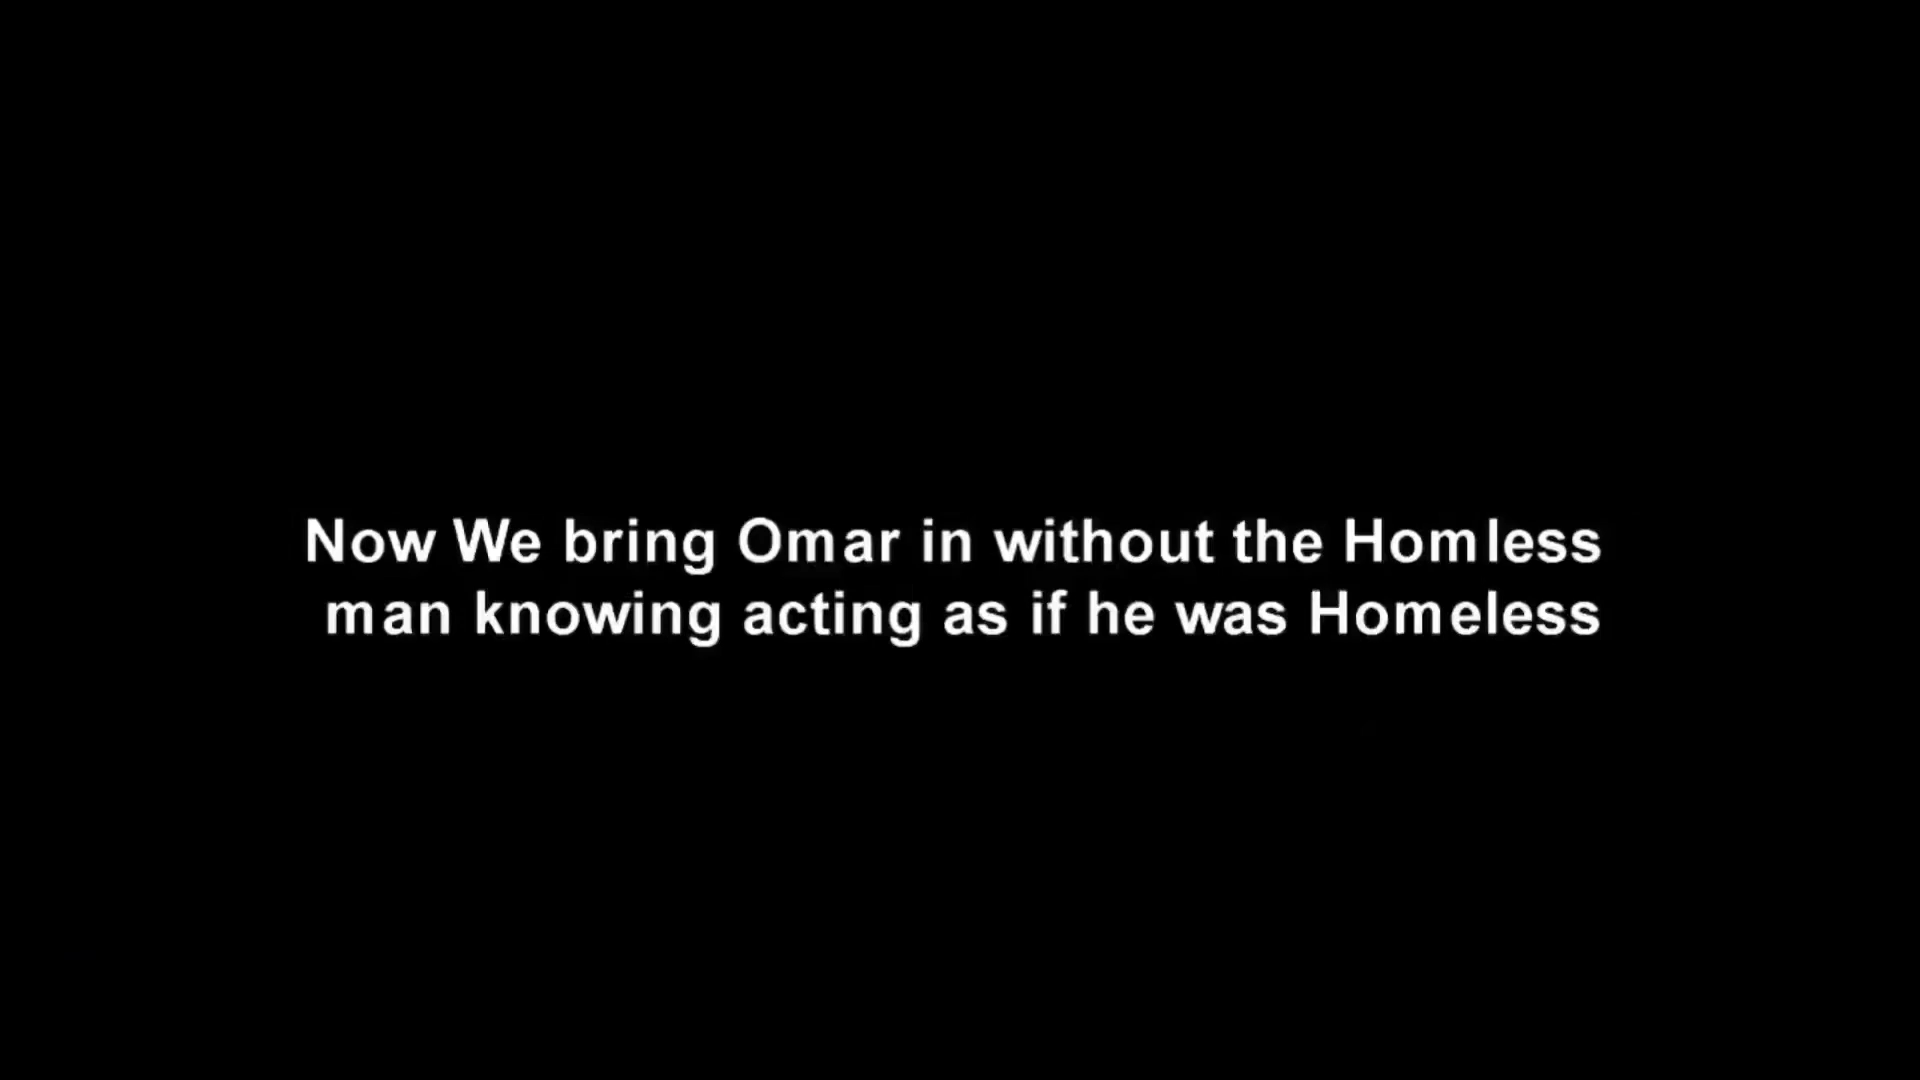 Now We bring Omar in without the Homless
man knowing acting as if he was Homeless